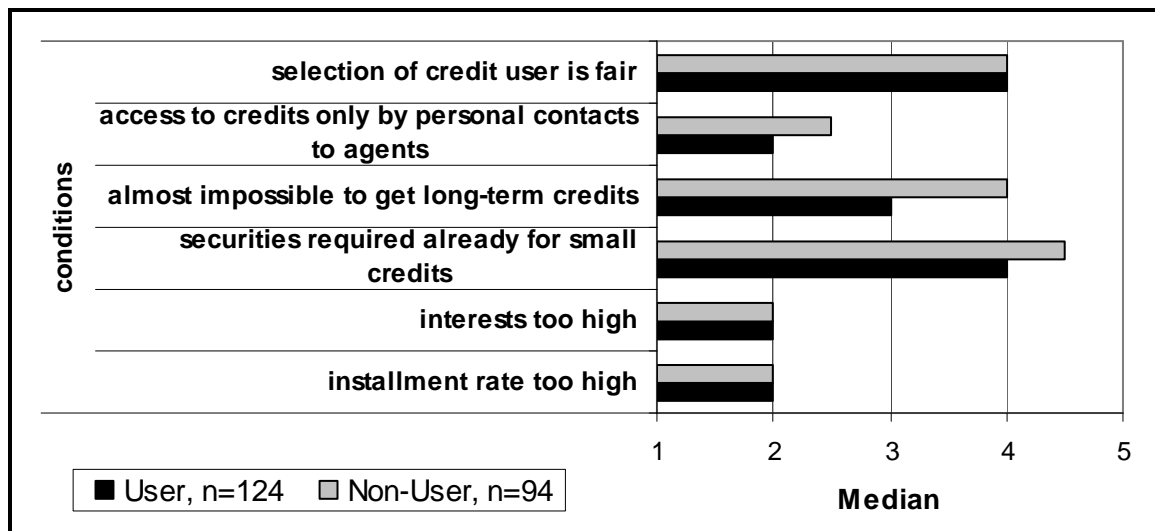 conditions
selection of credit user is fair
access to credits only by personal contacts
to agents
almost impossible to get long-term credits
securities required already for small
credits
interests too high
installment rate too high
1 2 3 4 5
User, n=124 Non-User, n=94
Median